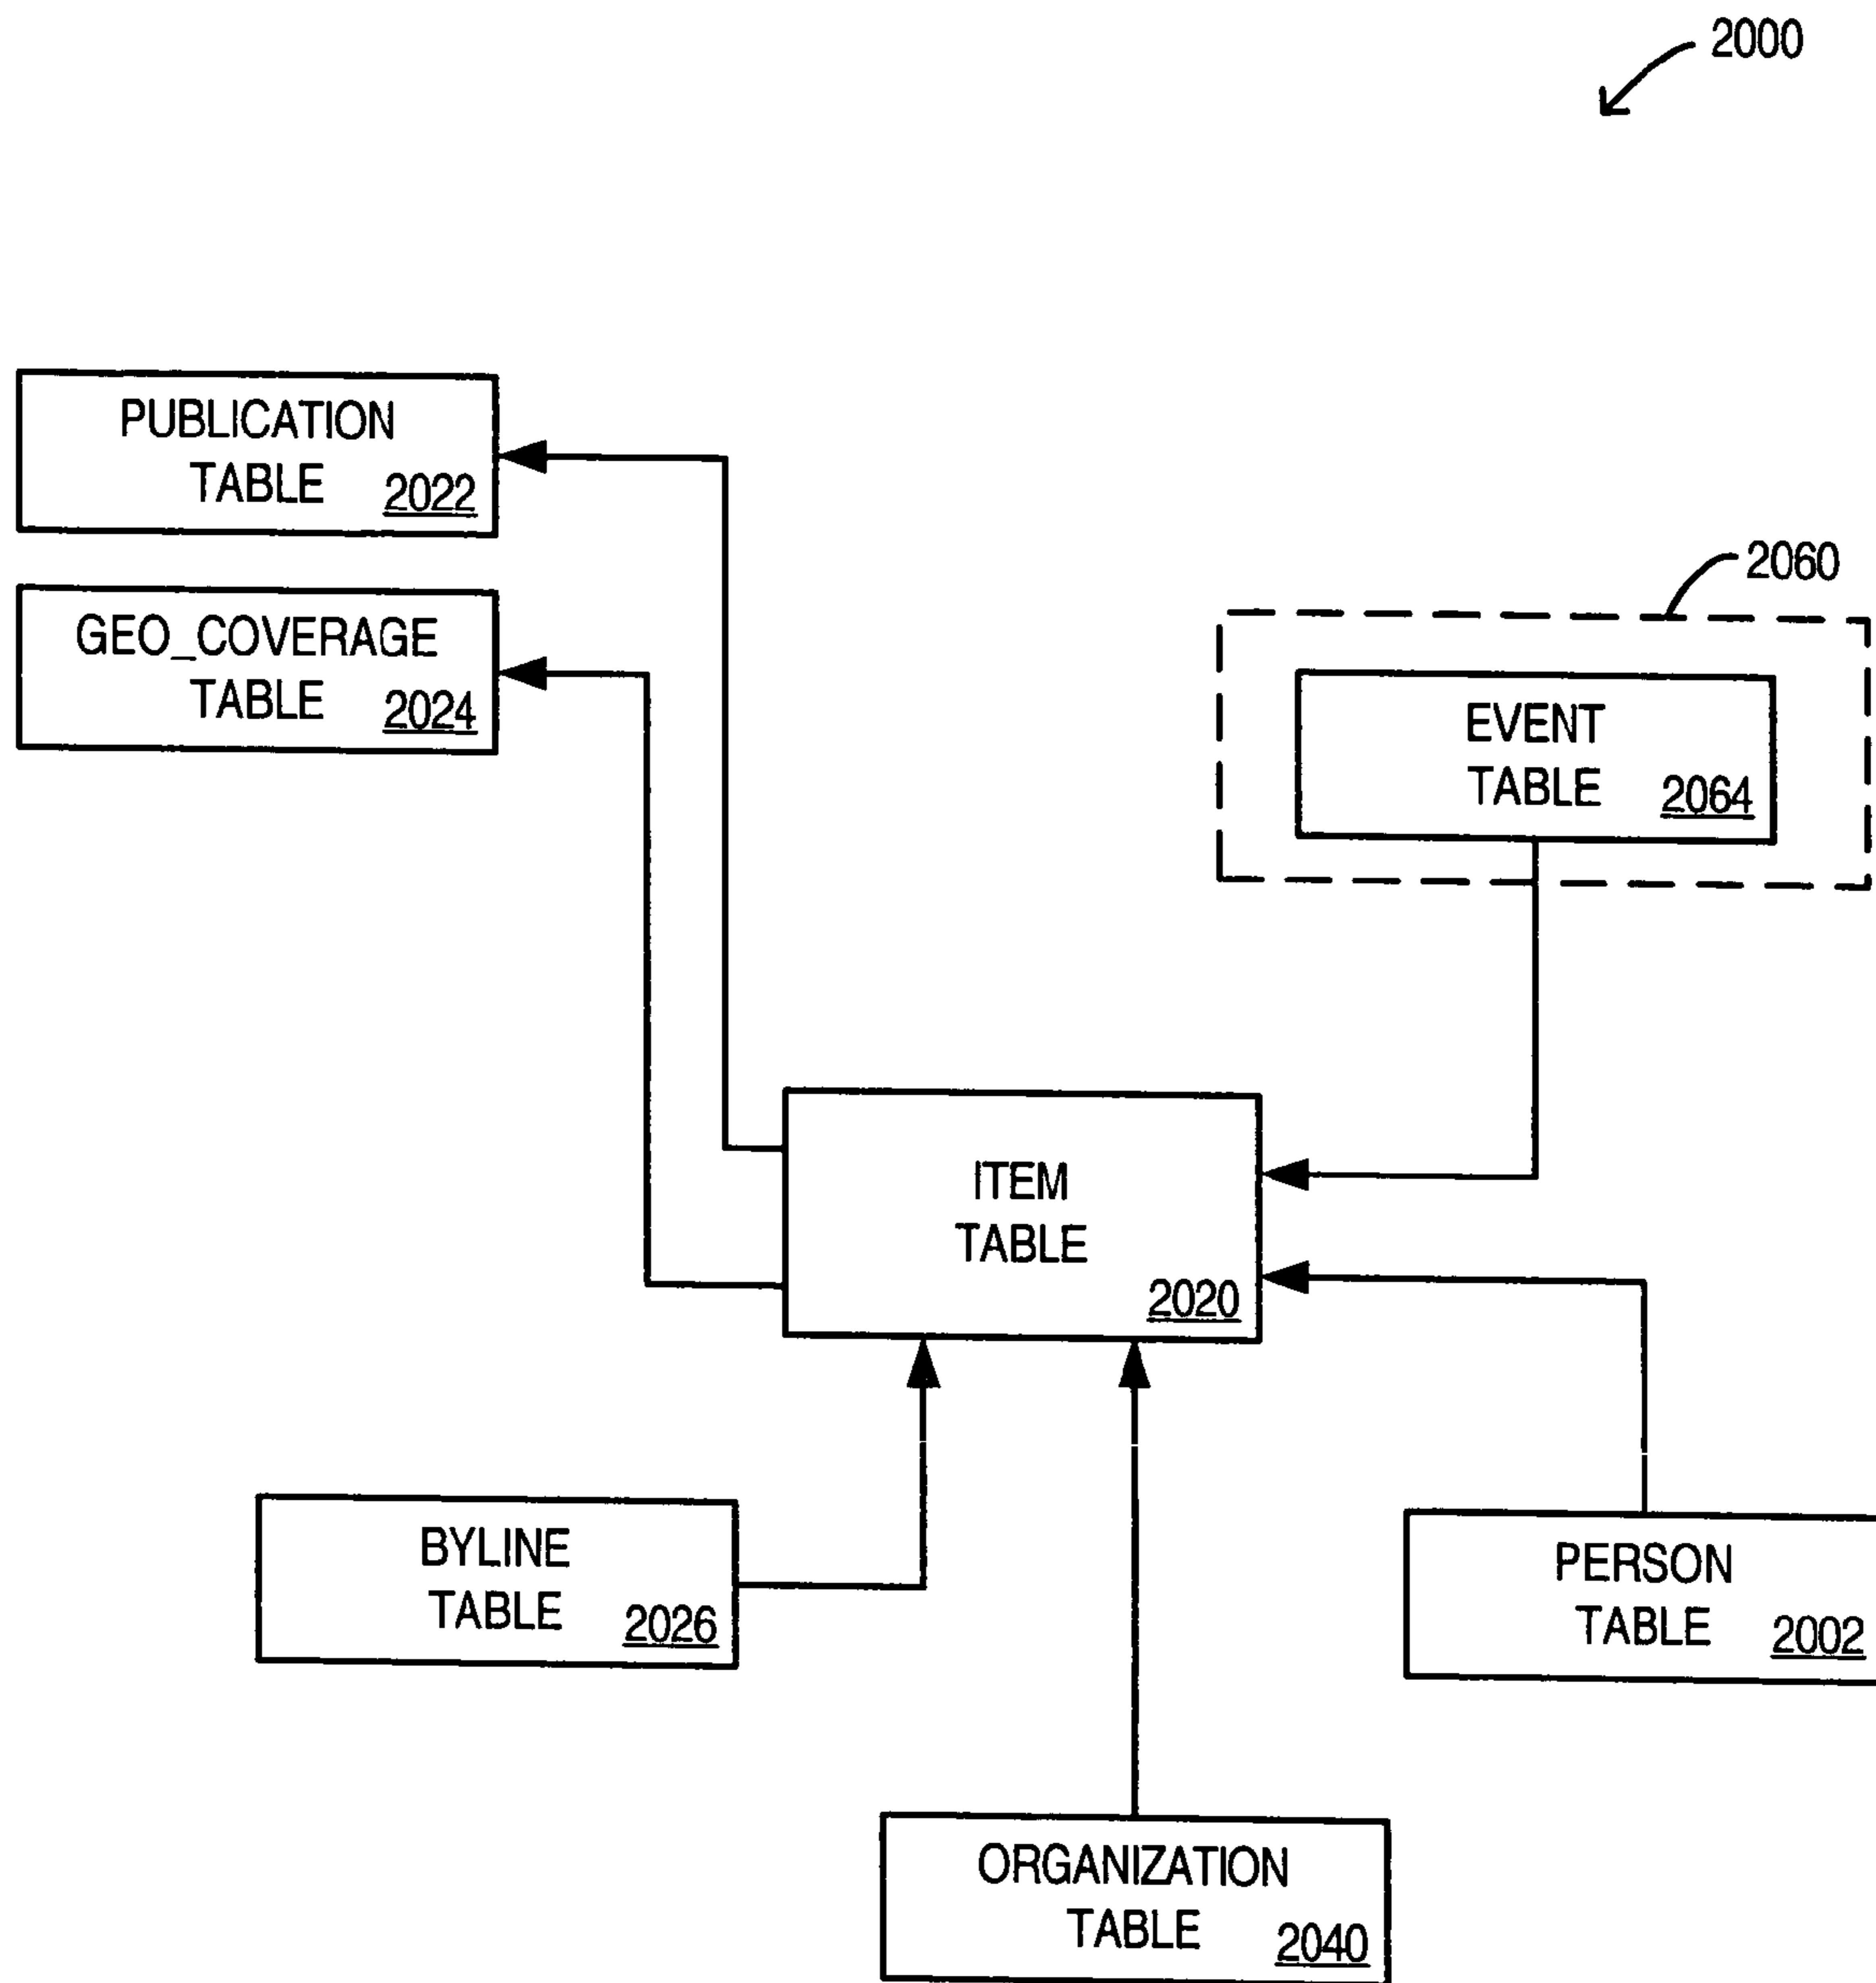 2000
PUBLICATION
TABLE 2022
GEO_COVERAGE
TABLE 2024
2060
EVENT
TABLE 2064
ITEM
TABLE
2020
BYLINE
TABLE 2026
PERSON
TABLE 2002
ORGANIZATION
TABLE 2040